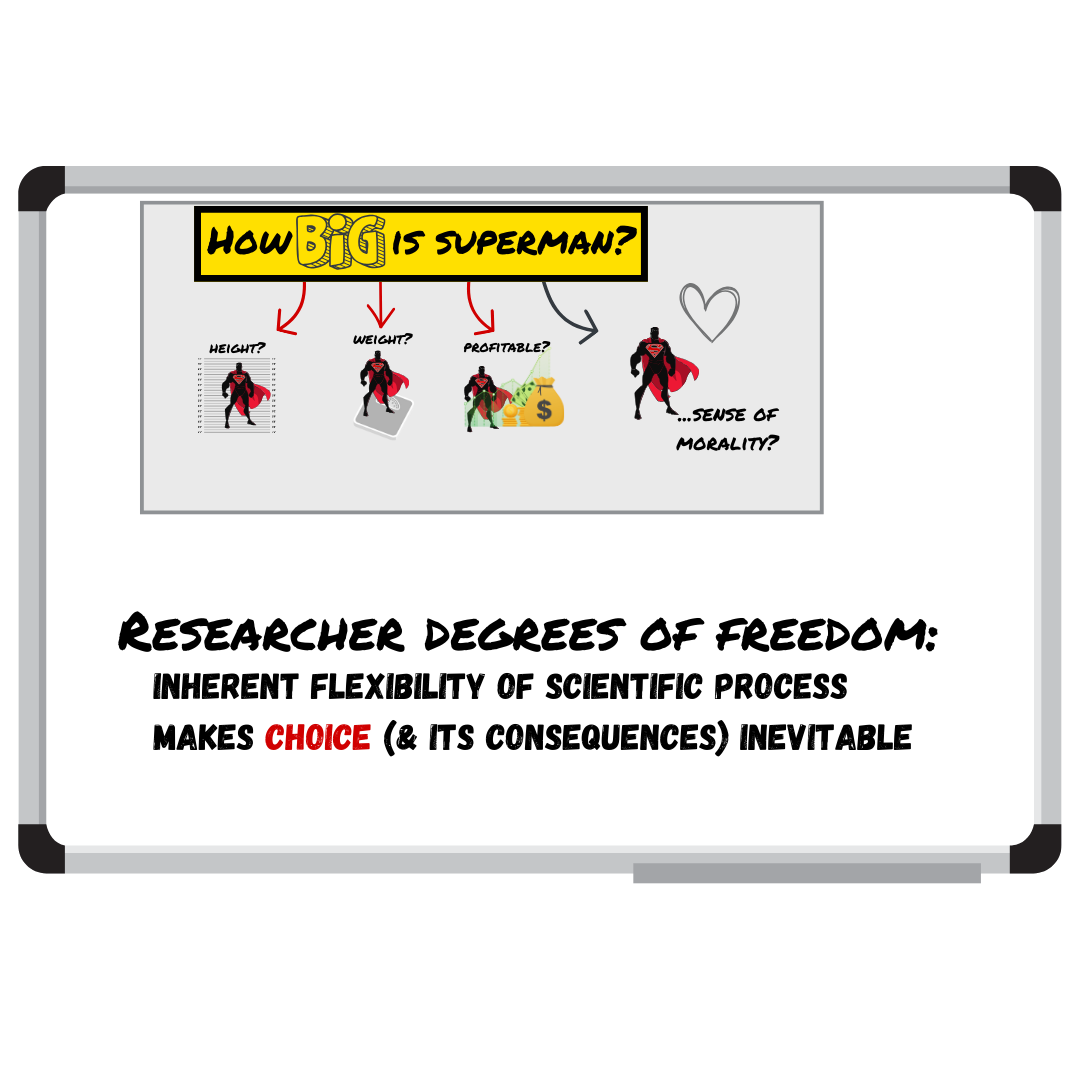 How BiG is superman?
height?
weight?
profitable?
...sense of
morality?
$
Researcher degrees of freedom:
INHERENT FLEXIBILITY OF SCIENTIFIC PROCESS
MAKES CHOICE (& ITS CONSEQUENCES) INEVITABLE